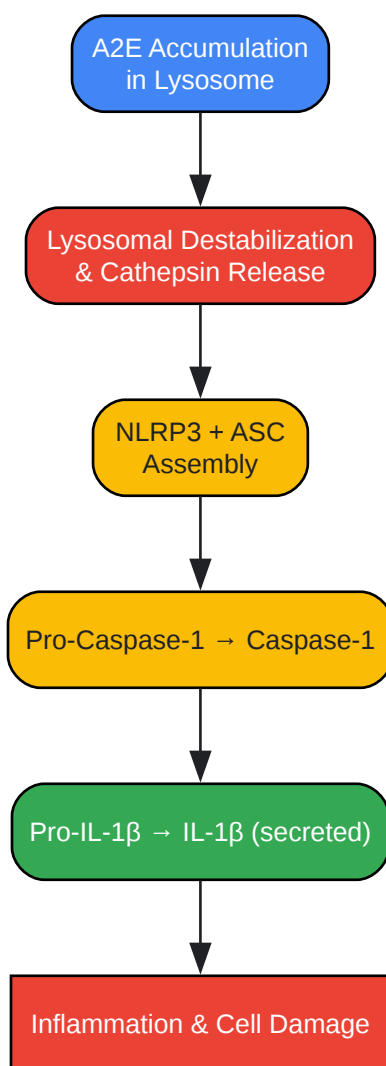 A2E Accumulation
in Lysosome
Lysosomal Destabilization
& Cathepsin Release
NLRP3 + ASC
Assembly
Pro-Caspase-1 → Caspase-1
Pro-IL-1β → IL-1β (secreted)
Inflammation & Cell Damage